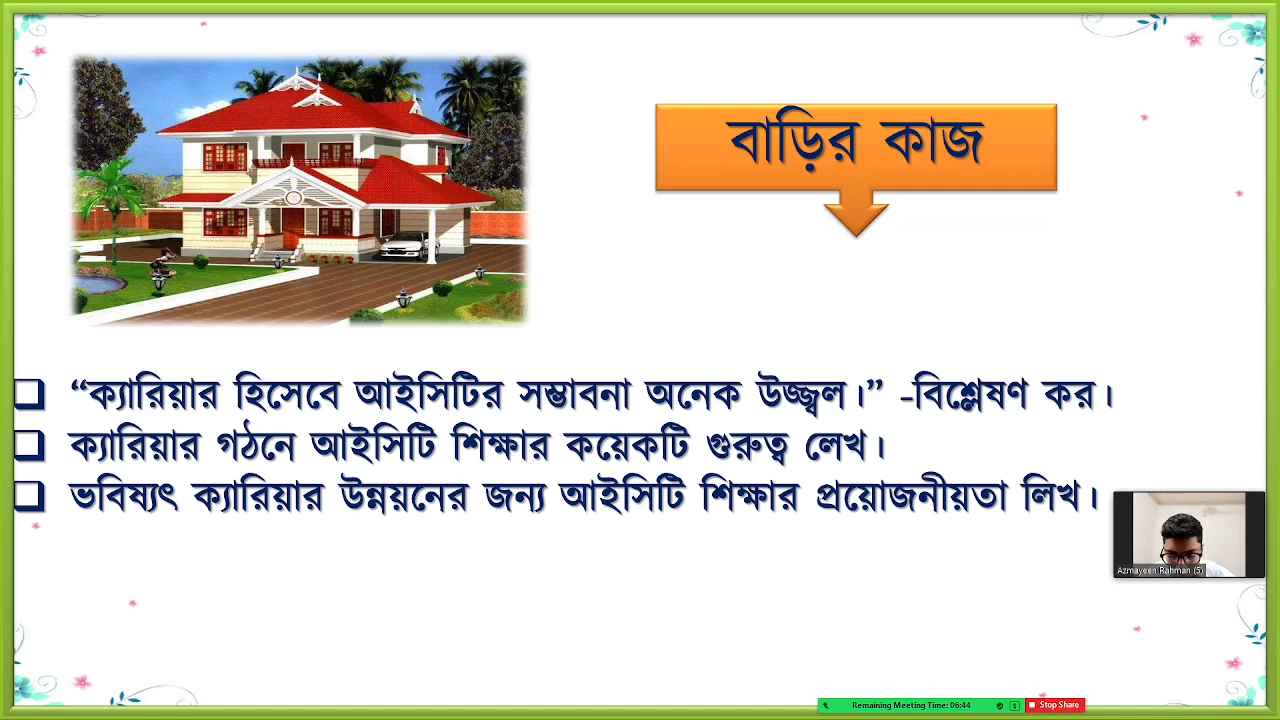 বাড়ির কাজ
“ক্যারিয়ার হিসেবে আইসিটির সম্ভাবনা অনেক উজ্জ্বল।” -বিশ্লেষণ কর।
ক্যারিয়ার গঠনে আইসিটি শিক্ষার কয়েকটি গুরুত্ব লেখ।
ভবিষ্যৎ ক্যারিয়ার উন্নয়নের জন্য আইসিটি শিক্ষার প্রয়োজনীয়তা লিখ।
Azmayeen Rahman (5)
Remaining Meeting Time: 06:44
Stop Share